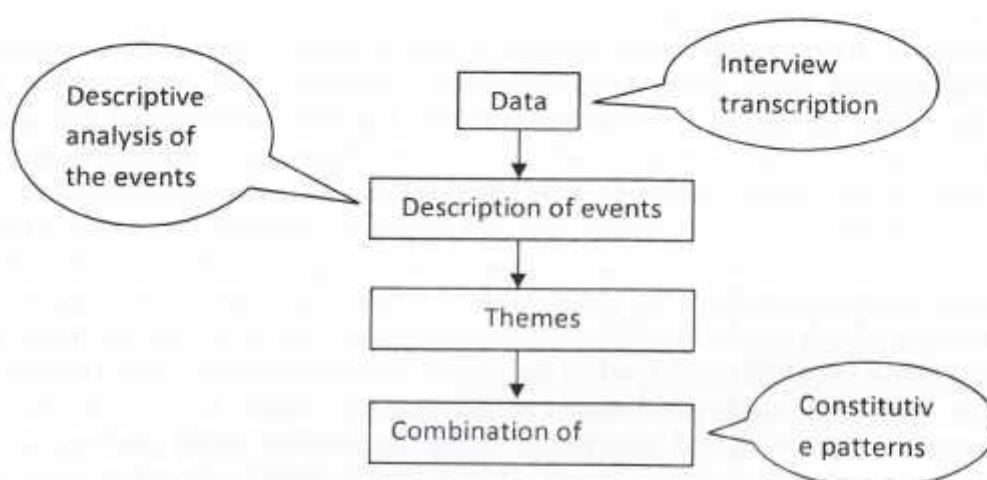 Data
Interview
transcription
Descriptive
analysis of
the events
Description of events
Themes
Combination of
Constitutiv
e patterns